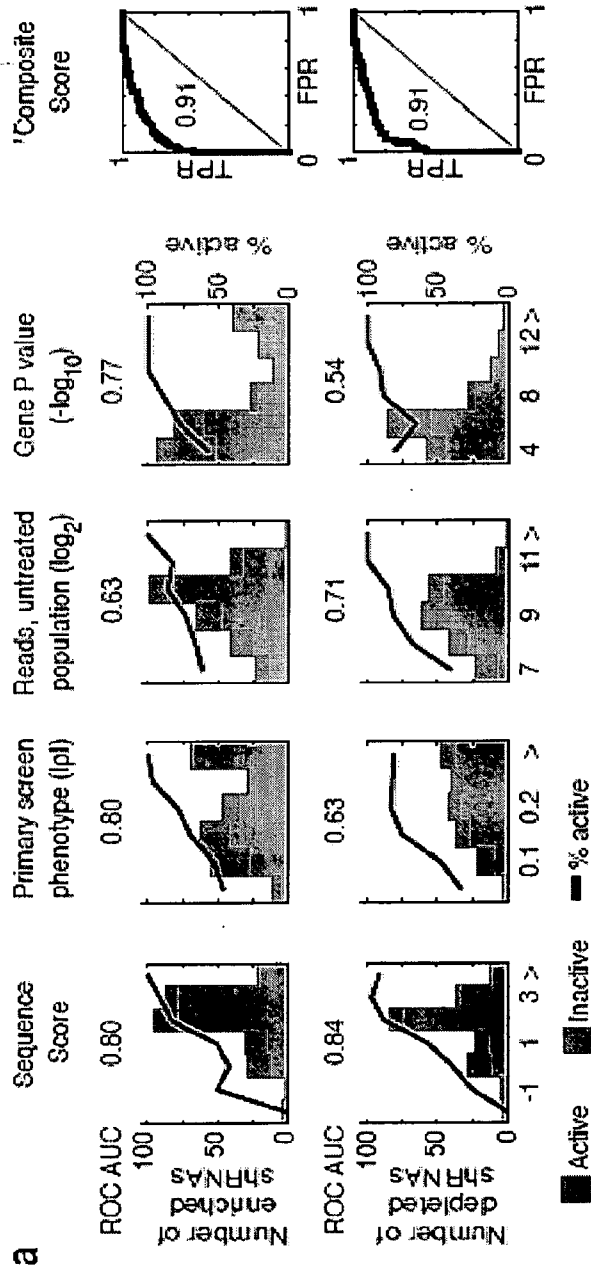 a
Sequence
Score
Primary screen
phenotype (|ρ|)
Reads, untreated
population (log2)
Gene P value
(-log10)
'Composite
Score
ROC AUC
0.80
0.80
0.63
0.77
Number of
enriched
shRNAs
100
50
0
100
50
0
% active
1
TPR
0.91
0.84
0.63
0.71
0.54
ROC AUC
Number of
depleted
shRNAs
100
50
0
100
50
0
% active
1
TPR
0.91
FPR
1
0
FPR
1
-1 1 3 >
0.1 0.2 >
7 9 11 >
4 8 12 >
Active
Inactive
% active